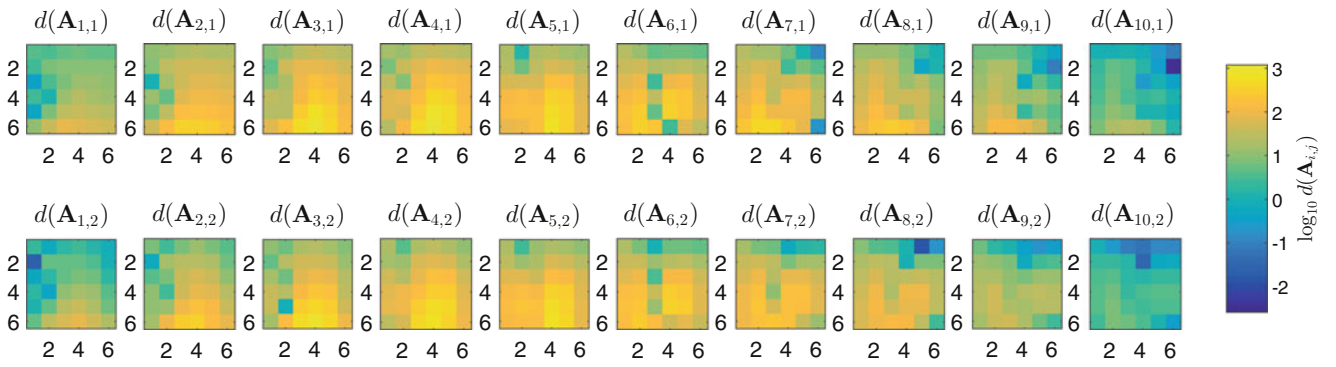 d(A1,1) d(A2,1) d(A3,1) d(A4,1) d(A5,1) d(A6,1) d(A7,1) d(A8,1) d(A9,1) d(A10,1)
2 2 2 2 2 2 2 2 2 2
4 4 4 4 4 4 4 4 4 4
6 6 6 6 6 6 6 6 6 6
2 4 6 2 4 6 2 4 6 2 4 6 2 4 6 2 4 6 2 4 6 2 4 6 2 4 6 2 4 6
d(A1,2) d(A2,2) d(A3,2) d(A4,2) d(A5,2) d(A6,2) d(A7,2) d(A8,2) d(A9,2) d(A10,2)
2 2 2 2 2 2 2 2 2 2
4 4 4 4 4 4 4 4 4 4
6 6 6 6 6 6 6 6 6 6
2 4 6 2 4 6 2 4 6 2 4 6 2 4 6 2 4 6 2 4 6 2 4 6 2 4 6 2 4 6
3
2
1
0
-1
-2
log10 d(Ai,j)